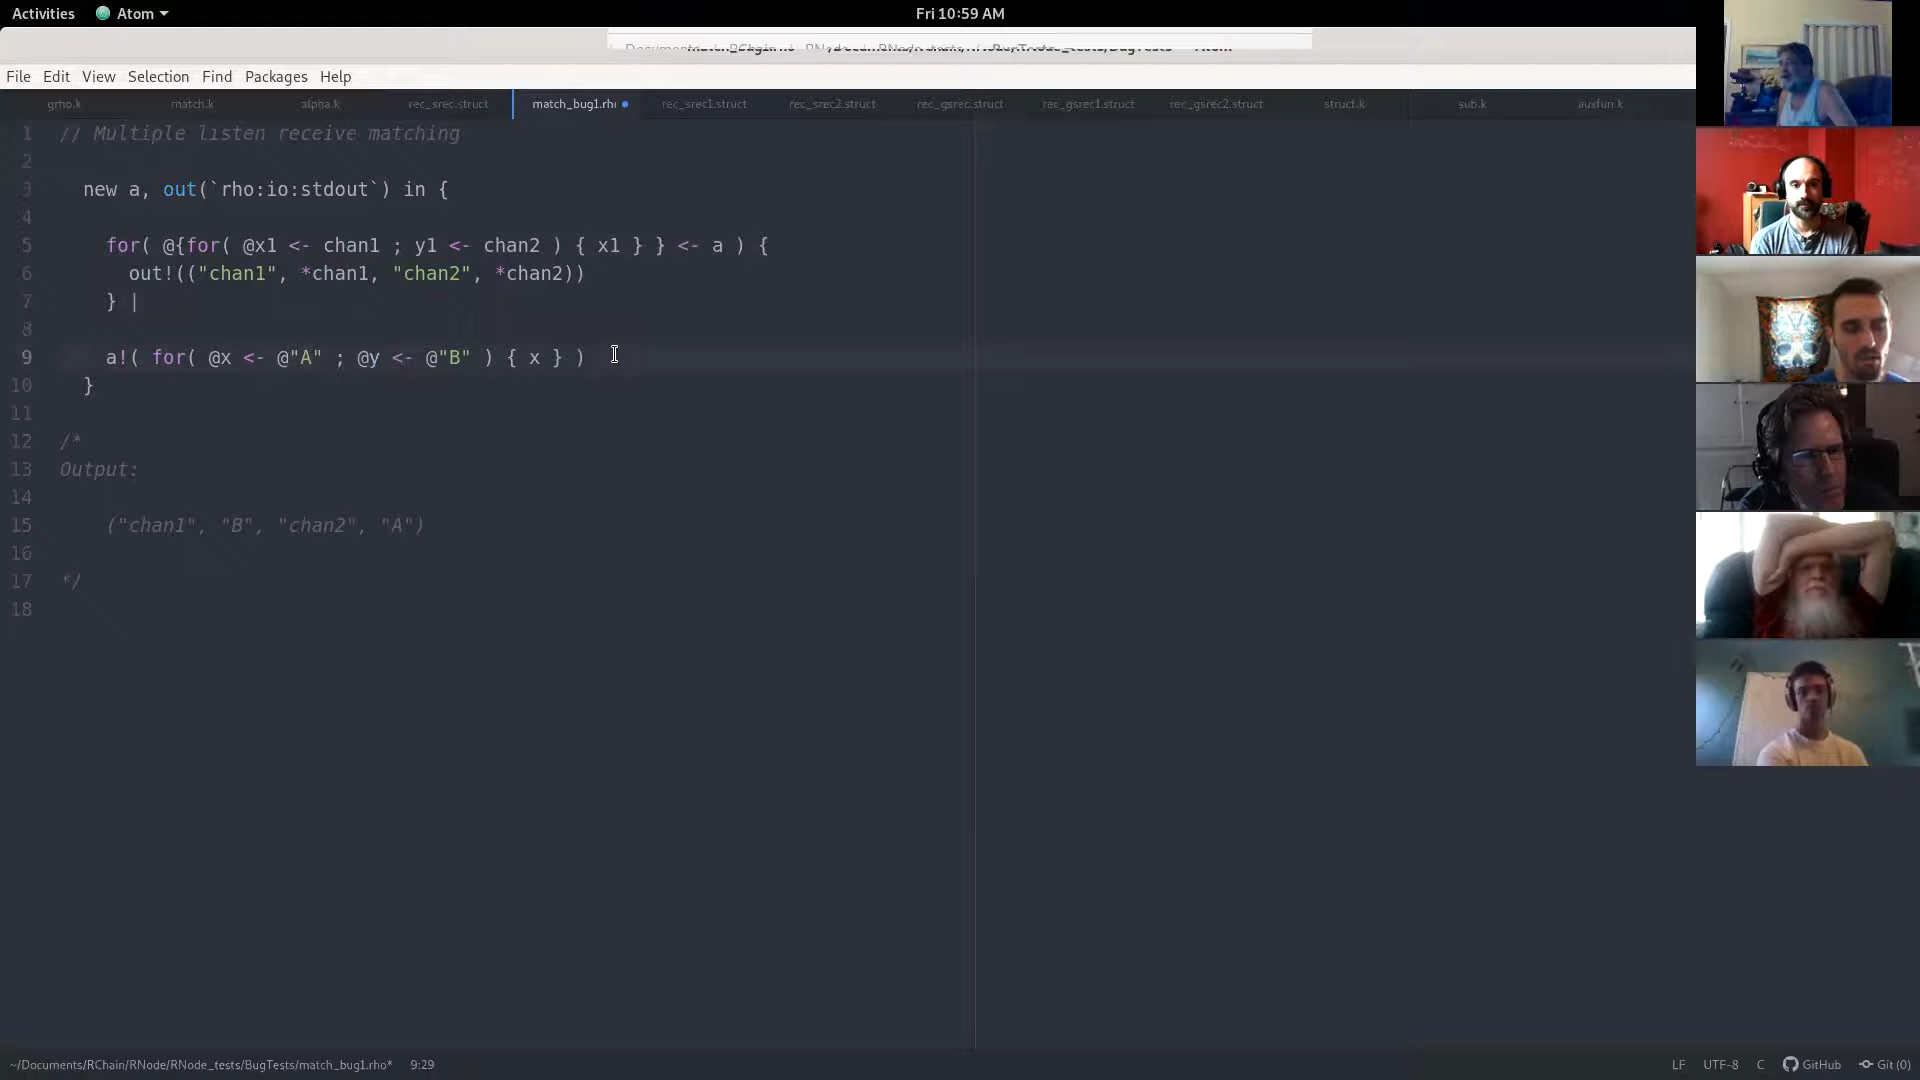 Activities Atom Fri 10:59 AM
File Edit View Selection Find Packages Help
grho.k match.k alpha.k rec_srec.struct match_bug1.rho rec_srec1.struct rec_srec2.struct rec_gsrec.struct rec_gsrec1.struct rec_gsrec2.struct struct.k sub.k auxfun.k
1 // Multiple listen receive matching
2
3 new a, out(`rho:io:stdout`) in {
4
5 for( @{for( @x1 <- chan1 ; y1 <- chan2 ) { x1 } } <- a ) {
6 out!(("chan1", *chan1, "chan2", *chan2))
7 } |
8
9 a!( for( @x <- @"A" ; @y <- @"B" ) { x } )
10 }
11
12 /*
13 Output:
14
15 ("chan1", "B", "chan2", "A")
16
17 */
18
~/Documents/RChain/RNode/RNode_tests/BugTests/match_bug1.rho* 9:29 LF UTF-8 C GitHub Git (0)